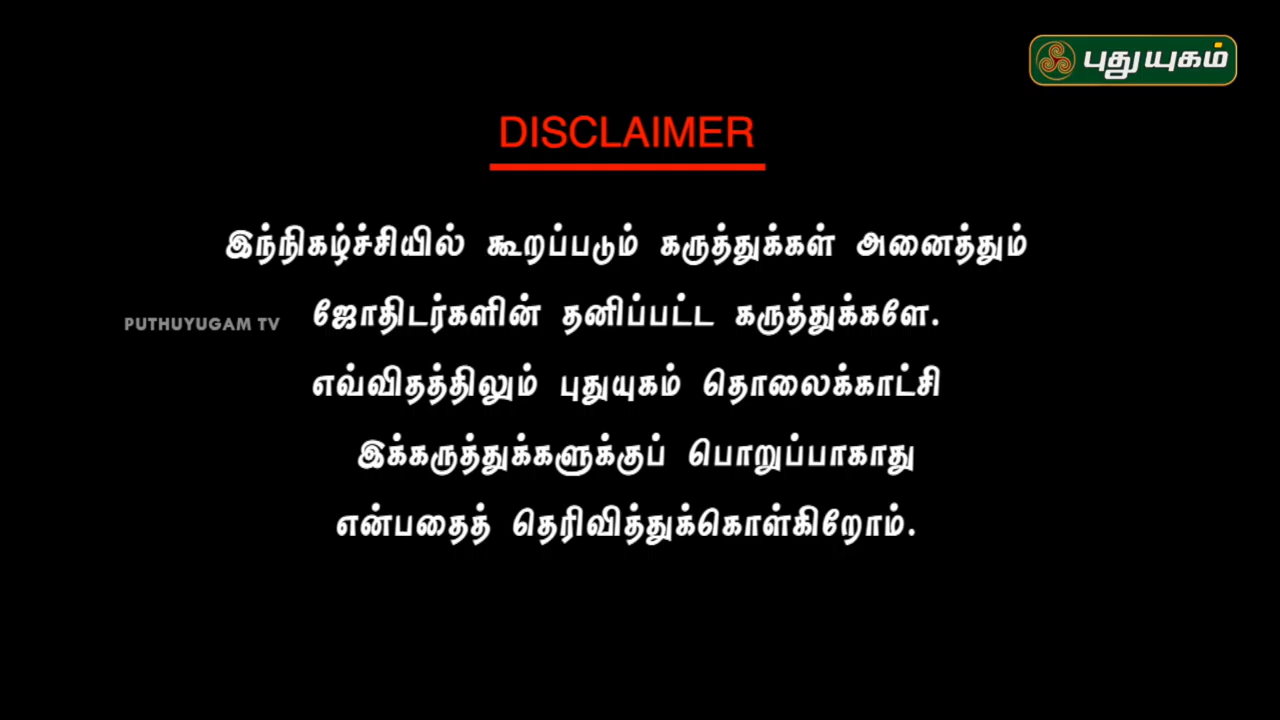 புதுயுகம்
DISCLAIMER
இந்நிகழ்ச்சியில் கூறப்படும் கருத்துக்கள் அனைத்தும்
PUTHUYUGAM TV
ஜோதிடர்களின் தனிப்பட்ட கருத்துக்களே.
எவ்விதத்திலும் புதுயுகம் தொலைக்காட்சி
இக்கருத்துக்களுக்குப் பொறுப்பாகாது
என்பதைத் தெரிவித்துக்கொள்கிறோம்.